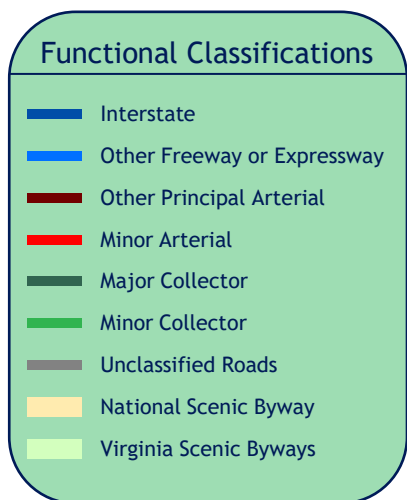 Functional Classifications
Interstate
Other Freeway or Expressway
Other Principal Arterial
Minor Arterial
Major Collector
Minor Collector
Unclassified Roads
National Scenic Byway
Virginia Scenic Byways